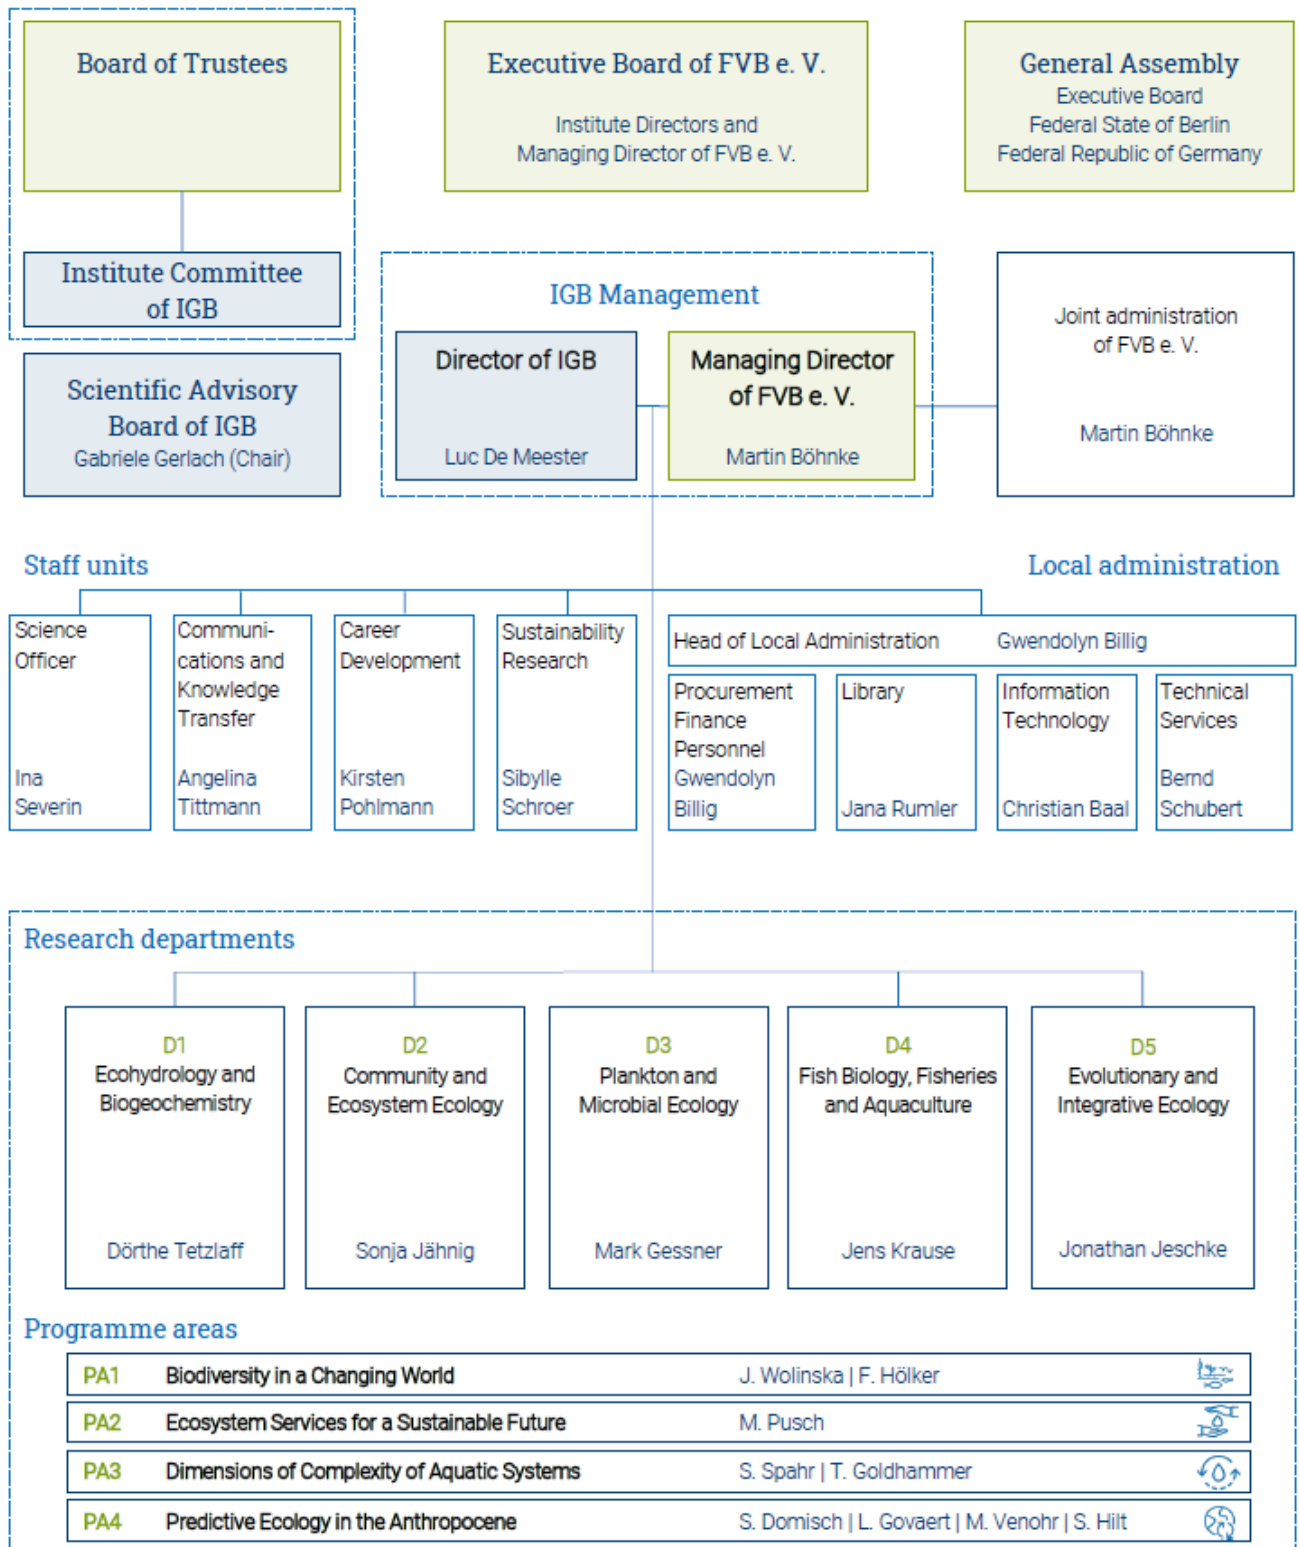 Board of Trustees
Executive Board of FVB e. V.
Institute Directors and
Managing Director of FVB e. V.
General Assembly
Executive Board
Federal State of Berlin
Federal Republic of Germany
Institute Committee
of IGB
Scientific Advisory
Board of IGB
Gabriele Gerlach (Chair)
IGB Management
Director of IGB
Luc De Meester
Managing Director
of FVB e. V.
Martin Böhnke
Joint administration
of FVB e. V.
Martin Böhnke
Staff units
Local administration
Science
Officer
Ina
Severin
Communi-
cations and
Knowledge
Transfer
Angelina
Tittmann
Career
Development
Kirsten
Pohlmann
Sustainability
Research
Sibylle
Schroer
Head of Local Administration Gwendolyn Billig
Procurement
Finance
Personnel
Gwendolyn
Billig
Library
Jana Rumler
Information
Technology
Christian Baal
Technical
Services
Bernd
Schubert
Research departments
D1
Ecohydrology and
Biogeochemistry
Dörthe Tetzlaff
D2
Community and
Ecosystem Ecology
Sonja Jähnig
D3
Plankton and
Microbial Ecology
Mark Gessner
D4
Fish Biology, Fisheries
and Aquaculture
Jens Krause
D5
Evolutionary and
Integrative Ecology
Jonathan Jeschke
Programme areas
PA1 Biodiversity in a Changing World J. Wolinska | F. Hölker
PA2 Ecosystem Services for a Sustainable Future M. Pusch
PA3 Dimensions of Complexity of Aquatic Systems S. Spahr | T. Goldhammer
PA4 Predictive Ecology in the Anthropocene S. Domisch | L. Govaert | M. Venohr | S. Hilt